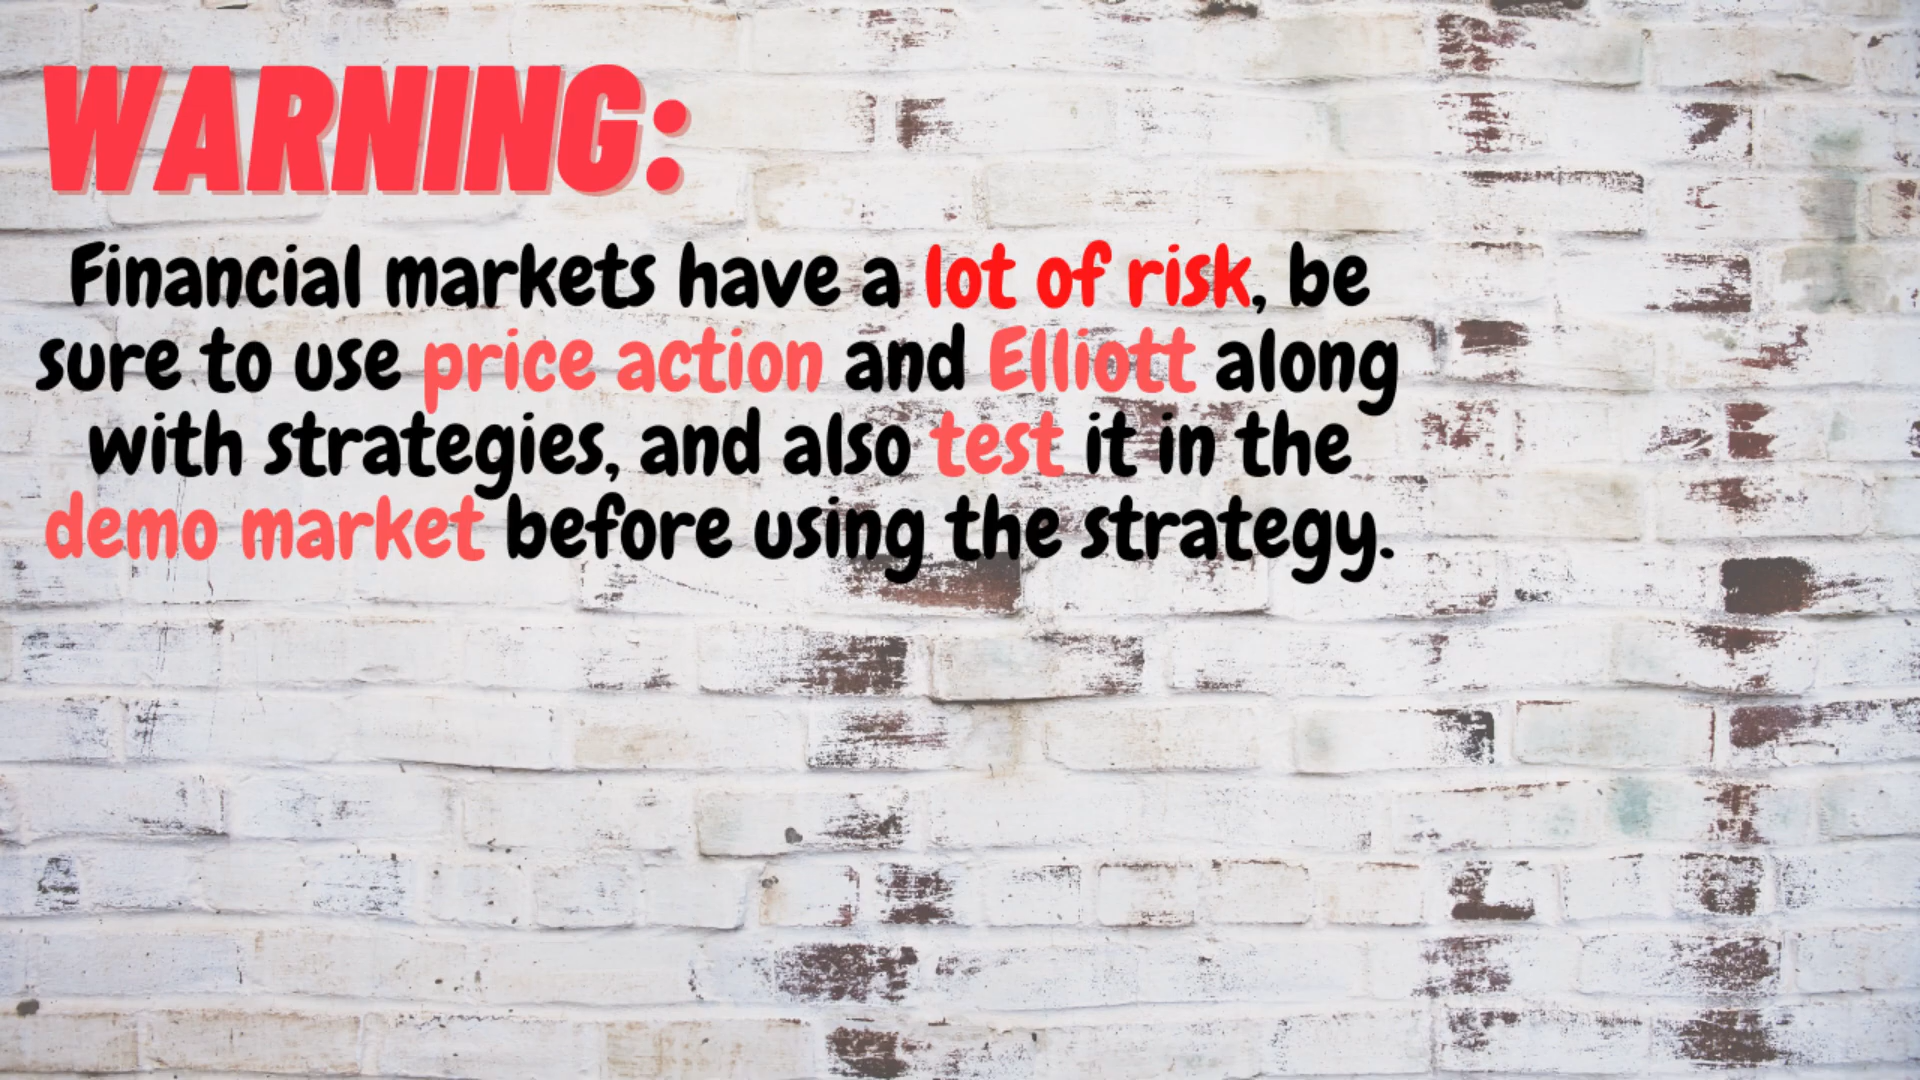 WARNING:
Financial markets have a lot of risk, be
sure to use price action and Elliott along
with strategies, and also test it in the
demo market before using the strategy.